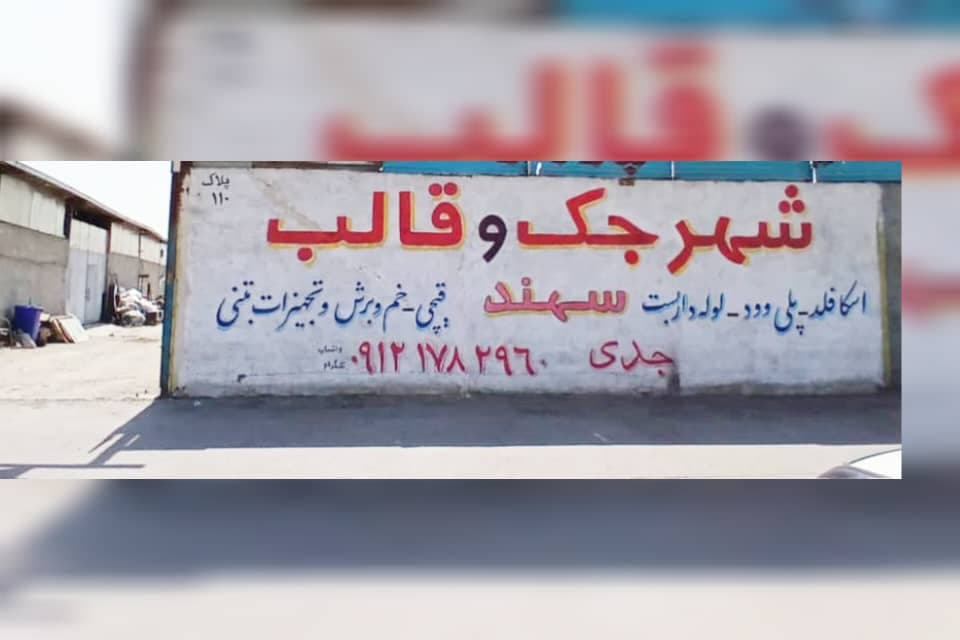 پلاک
۱۱۰
شهر جک و قالب
اسکافلد - پلی وود - لوله داربست سهند قیچی - خم و برش و تجهیزات بتنی
جدی ۰۹۱۲ ۱۷۸ ۲۹۶۰
واتساپ
تلگرام